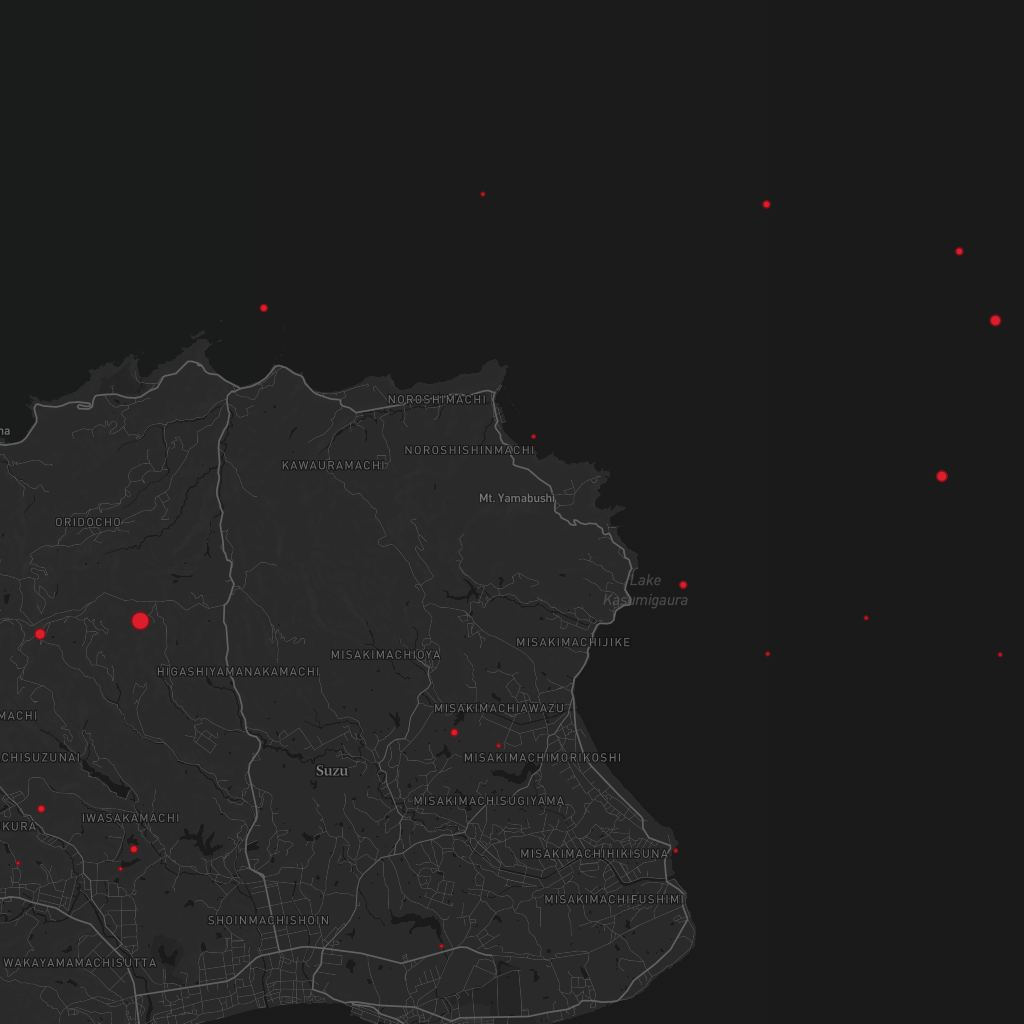 NOROSHIMACHI
na
NOROSHISHINMACHI
KAWAURAMACHI
Mt. Yamabushi
ORIDOCHO
Lake
Kasumigaura
MISAKIMACHIJIKE
MISAKIMACHIOYA
HIGASHIYAMANAKAMACHI
MISAKIMACHIAWAZU
MACHI
CHISUZUNAI
MISAKIMACHIMORIKOSHI
Suzu
MISAKIMACHISUGIYAMA
IWASAKAMACHI
KURA
MISAKIMACHIHIKISUNA
MISAKIMACHIFUSHIMI
SHOINMACHISHOIN
WAKAYAMAMACHISUTTA